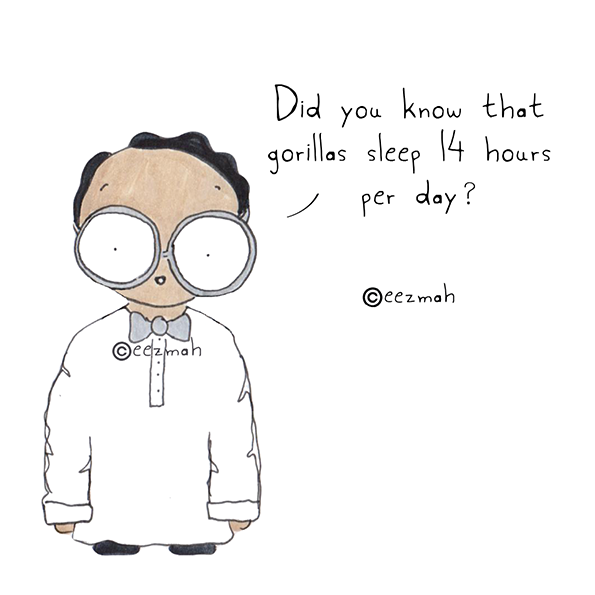 Did you know that
gorillas sleep 14 hours
per day?
©eezmah
©eezmah